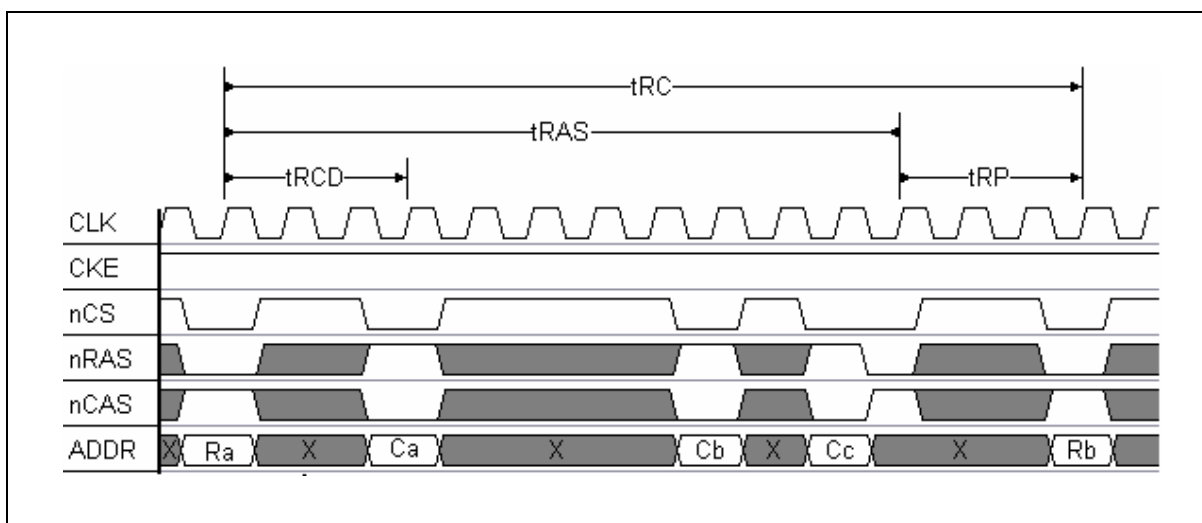 tRC
tRAS
tRCD tRP
CLK
CKE
nCS
nRAS
nCAS
ADDR X Ra X Ca X Cb X Cc X Rb